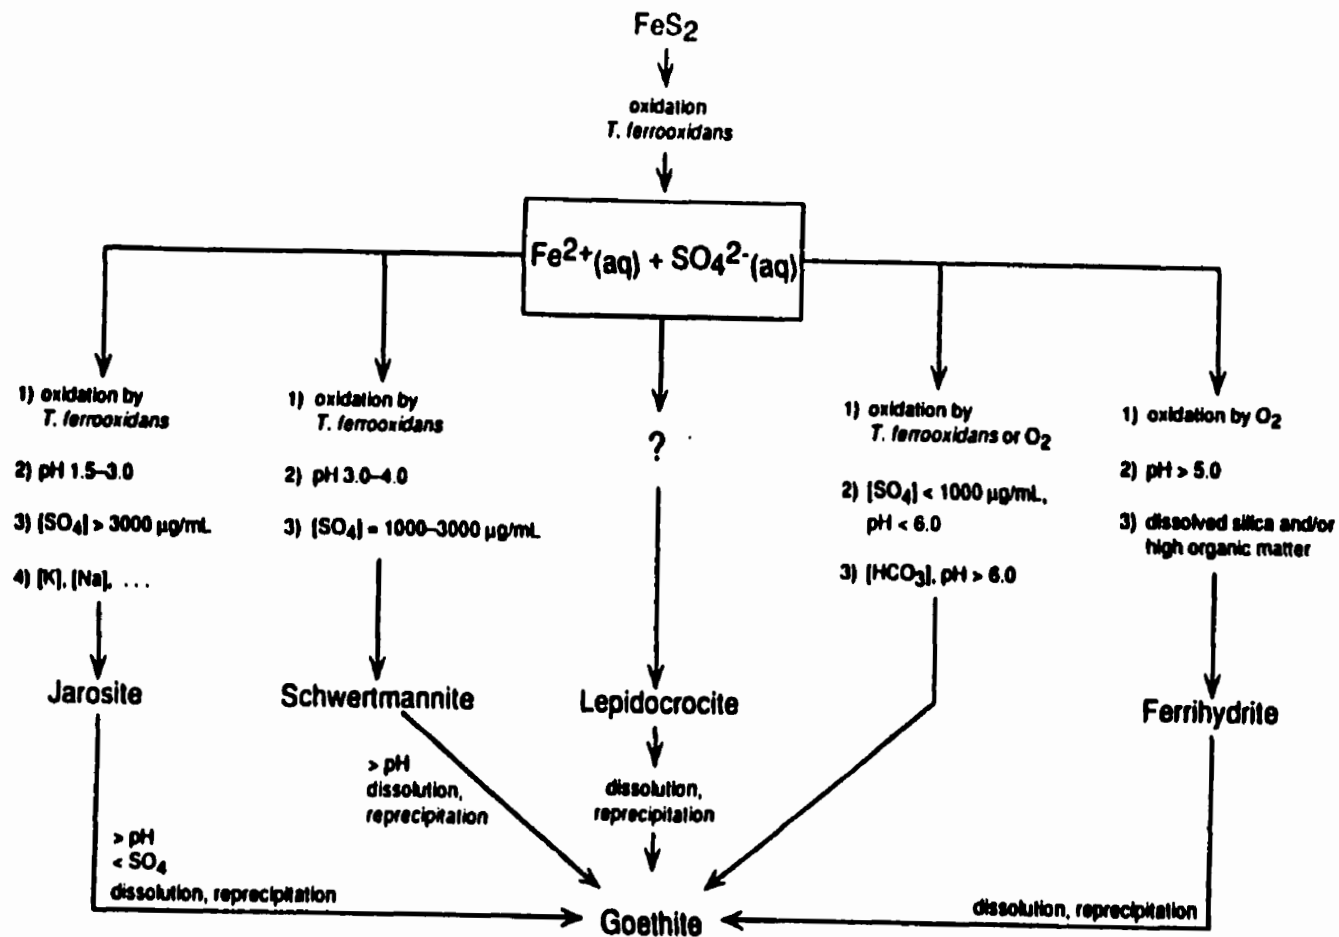 FeS2
oxidation
T. ferrooxidans
Fe2+(aq) + SO42-(aq)
1) oxidation by
T. ferrooxidans
2) pH 1.5–3.0
3) [SO4] > 3000 µg/mL
4) [K], [Na], . . .
Jarosite
> pH
< SO4
dissolution, reprecipitation
1) oxidation by
T. ferrooxidans
2) pH 3.0–4.0
3) [SO4] = 1000–3000 µg/mL
Schwertmannite
> pH
dissolution,
reprecipitation
?
Lepidocrocite
dissolution,
reprecipitation
1) oxidation by
T. ferrooxidans or O2
2) [SO4] < 1000 µg/mL,
pH < 6.0
3) [HCO3], pH > 6.0
1) oxidation by O2
2) pH > 5.0
3) dissolved silica and/or
high organic matter
Ferrihydrite
dissolution, reprecipitation
Goethite